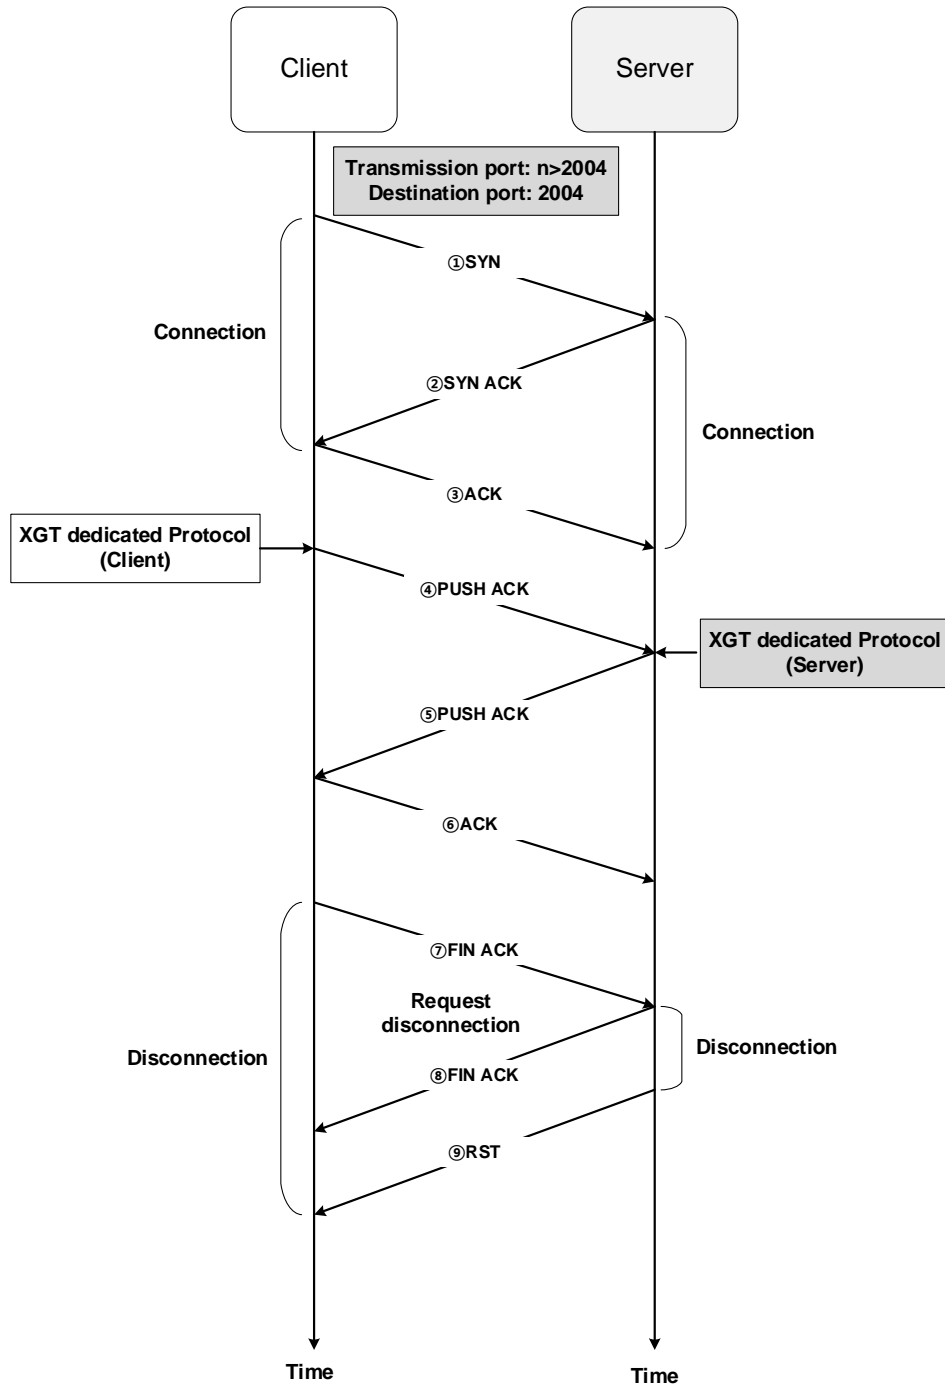 Client
Server
Transmission port: n>2004
Destination port: 2004
①SYN
Connection
②SYN ACK
Connection
③ACK
XGT dedicated Protocol
(Client)
④PUSH ACK
XGT dedicated Protocol
(Server)
⑤PUSH ACK
⑥ACK
⑦FIN ACK
Request
disconnection
Disconnection
Disconnection
⑧FIN ACK
⑨RST
Time
Time